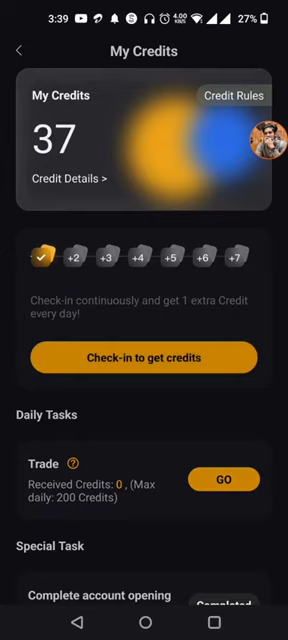 3:39
4.00
KB/S
27%
My Credits
My Credits
Credit Rules
37
Credit Details >
+2 +3 +4 +5 +6 +7
Check-in continuously and get 1 extra Credit
every day!
Check-in to get credits
Daily Tasks
Trade ?
Received Credits: 0 , (Max
daily: 200 Credits)
GO
Special Task
Complete account opening
Completed